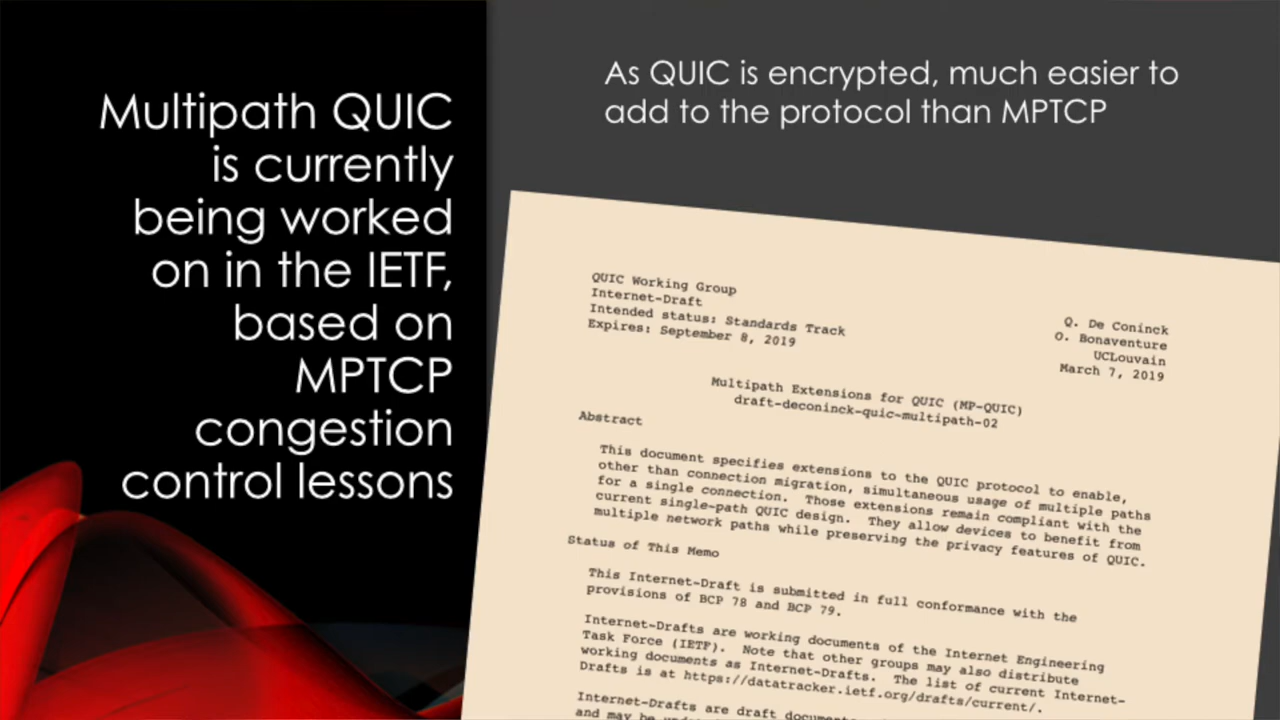 Multipath QUIC
is currently
being worked
on in the IETF,
based on
MPTCP
congestion
control lessons
As QUIC is encrypted, much easier to
add to the protocol than MPTCP
QUIC Working Group
Internet-Draft
Intended status: Standards Track
Expires: September 8, 2019
Q. De Coninck
O. Bonaventure
UCLouvain
March 7, 2019
Multipath Extensions for QUIC (MP-QUIC)
draft-deconinck-quic-multipath-02
Abstract
This document specifies extensions to the QUIC protocol to enable,
other than connection migration, simultaneous usage of multiple paths
for a single connection. Those extensions remain compliant with the
current single-path QUIC design. They allow devices to benefit from
multiple network paths while preserving the privacy features of QUIC.
Status of This Memo
This Internet-Draft is submitted in full conformance with the
provisions of BCP 78 and BCP 79.
Internet-Drafts are working documents of the Internet Engineering
Task Force (IETF). Note that other groups may also distribute
working documents as Internet-Drafts. The list of current Internet-
Drafts is at https://datatracker.ietf.org/drafts/current/.
Internet-Drafts are draft
and may be